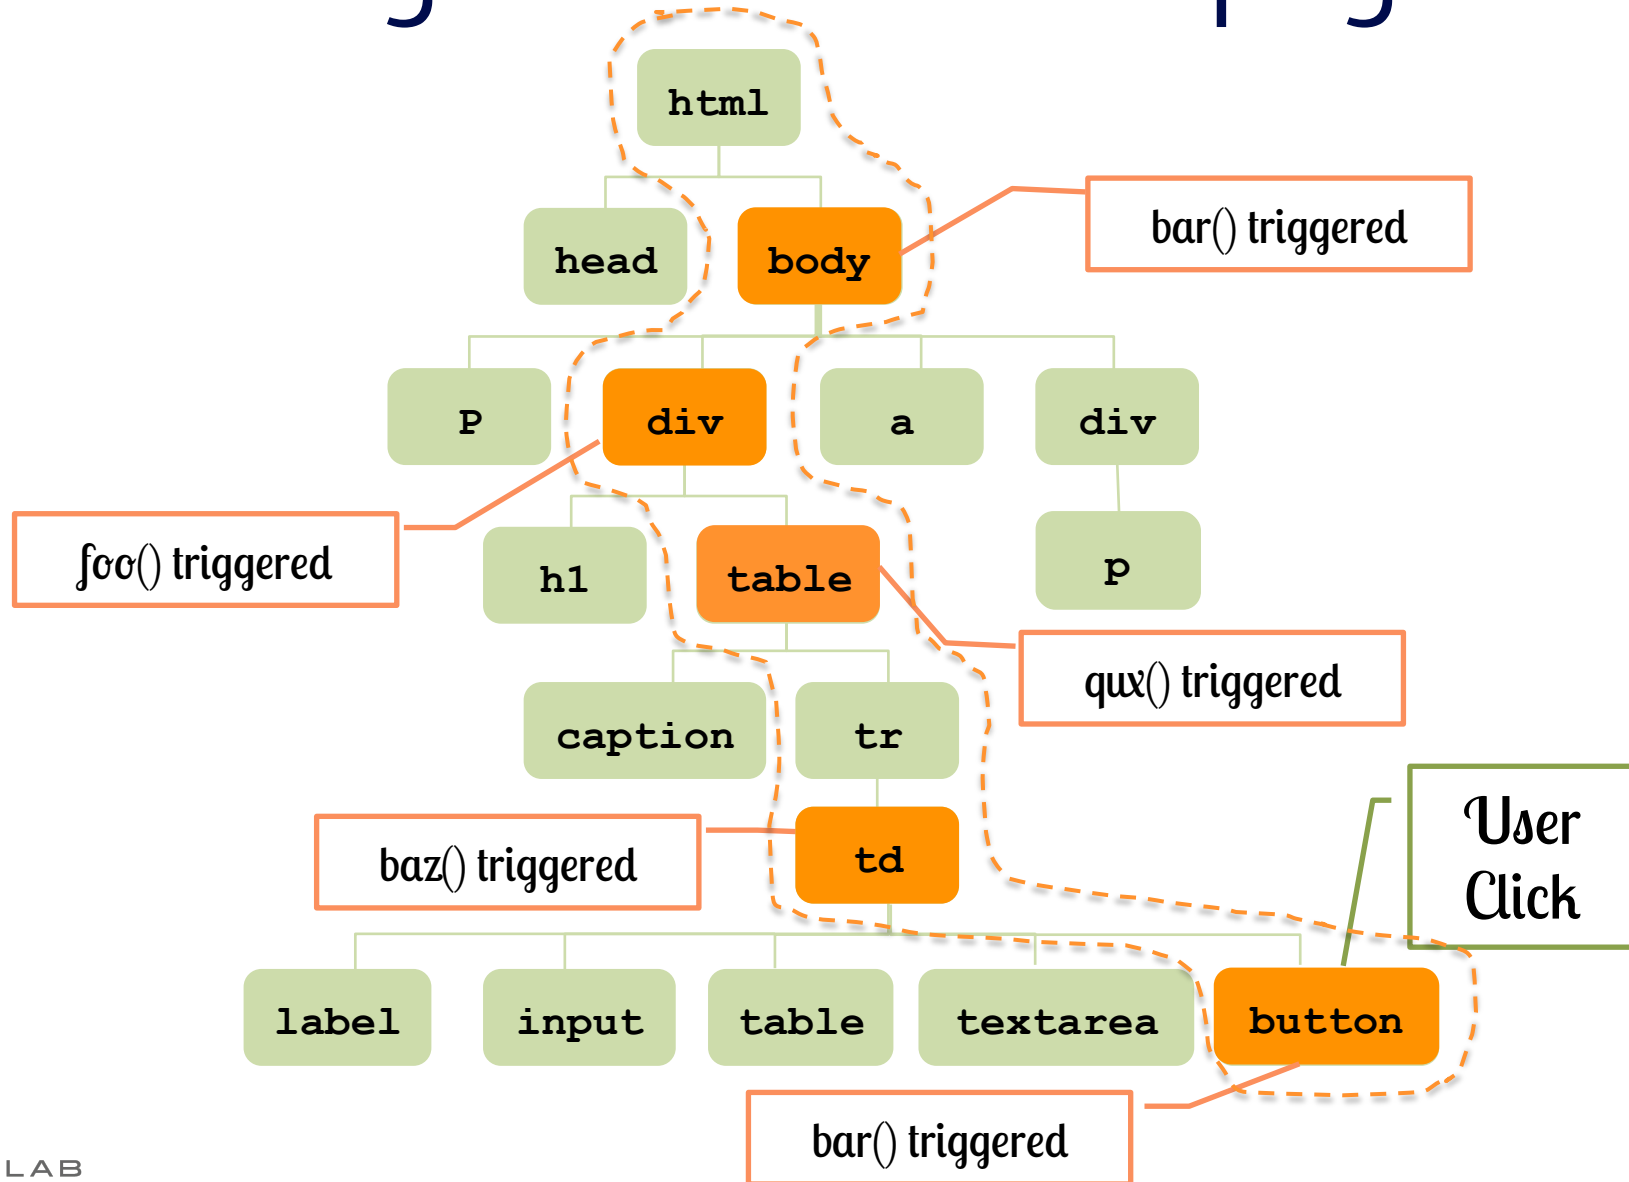 html
bar() triggered
head
body
P
div
a
div
foo() triggered
h1
table
p
qux() triggered
caption
tr
User
Click
baz() triggered
td
label
input
table
textarea
button
bar() triggered
LAB